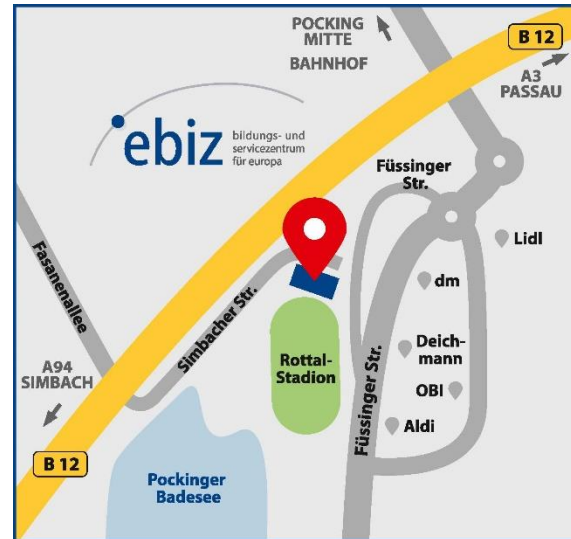 POCKING
MITTE
BAHNHOF
B 12
A3
PASSAU
ebiz
bildungs- und
servicezentrum
für europa
Füssinger
Str.
Lidl
dm
Fasanenallee
Simbacher Str.
Deich-
mann
Rottal-
Stadion
A94
SIMBACH
OBI
Füssinger Str.
Aldi
B 12
Pockinger
Badesee